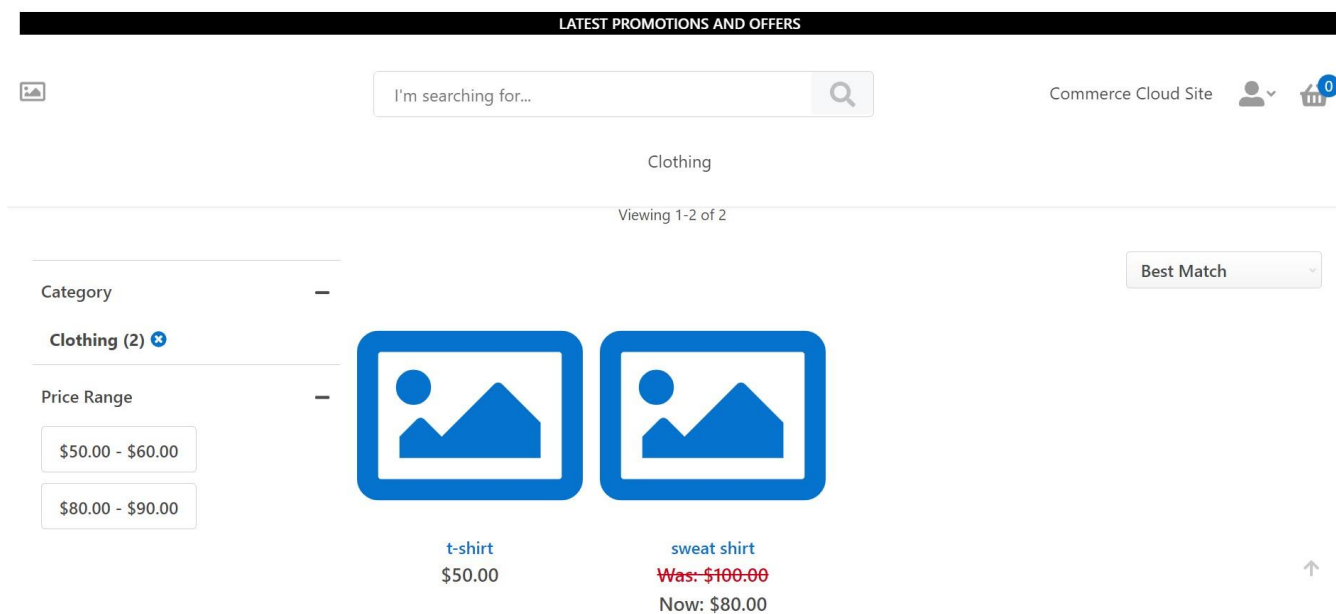 LATEST PROMOTIONS AND OFFERS
I'm searching for...
Commerce Cloud Site
0
Clothing
Viewing 1-2 of 2
Best Match
Category
Clothing (2)
Price Range
$50.00 - $60.00
$80.00 - $90.00
t-shirt
$50.00
sweat shirt
Was: $100.00
Now: $80.00